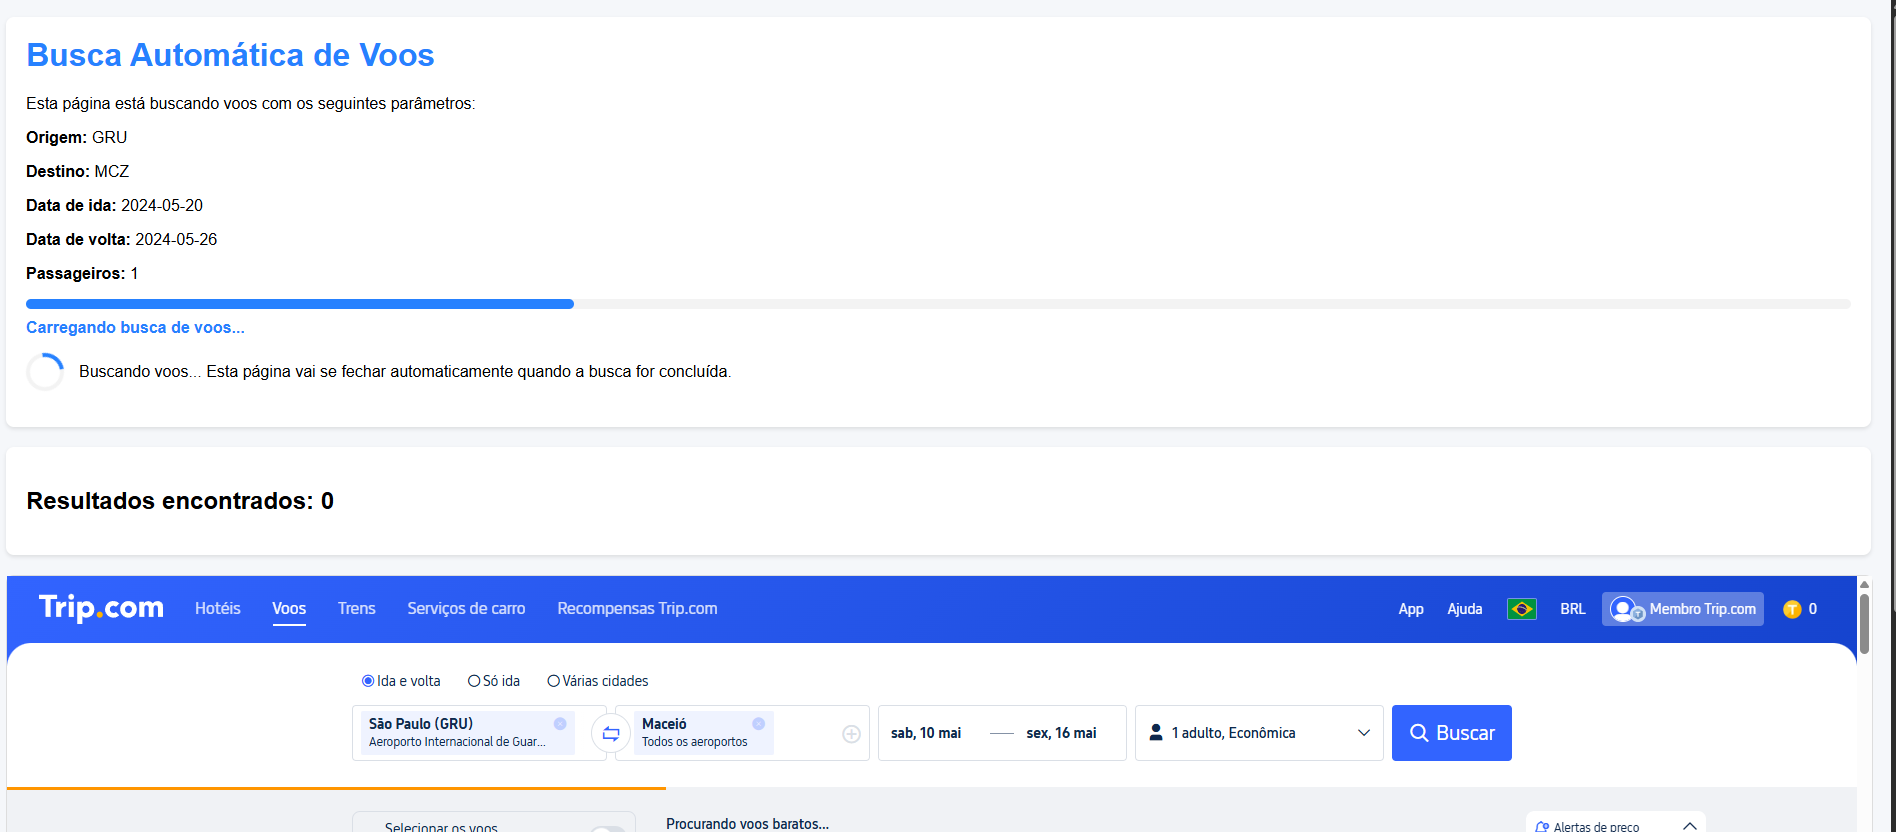 Busca Automática de Voos
Esta página está buscando voos com os seguintes parâmetros:
Origem: GRU
Destino: MCZ
Data de ida: 2024-05-20
Data de volta: 2024-05-26
Passageiros: 1
Carregando busca de voos...
Buscando voos... Esta página vai se fechar automaticamente quando a busca for concluída.
Resultados encontrados: 0
Trip.com Hotéis Voos Trens Serviços de carro Recompensas Trip.com App Ajuda BRL Membro Trip.com T 0
Ida e volta Só ida Várias cidades
São Paulo (GRU)
Aeroporto Internacional de Guar...
Maceió
Todos os aeroportos
sab, 10 mai — sex, 16 mai
1 adulto, Econômica
Buscar
Selecionar os voos
Procurando voos baratos...
Alertas de preço